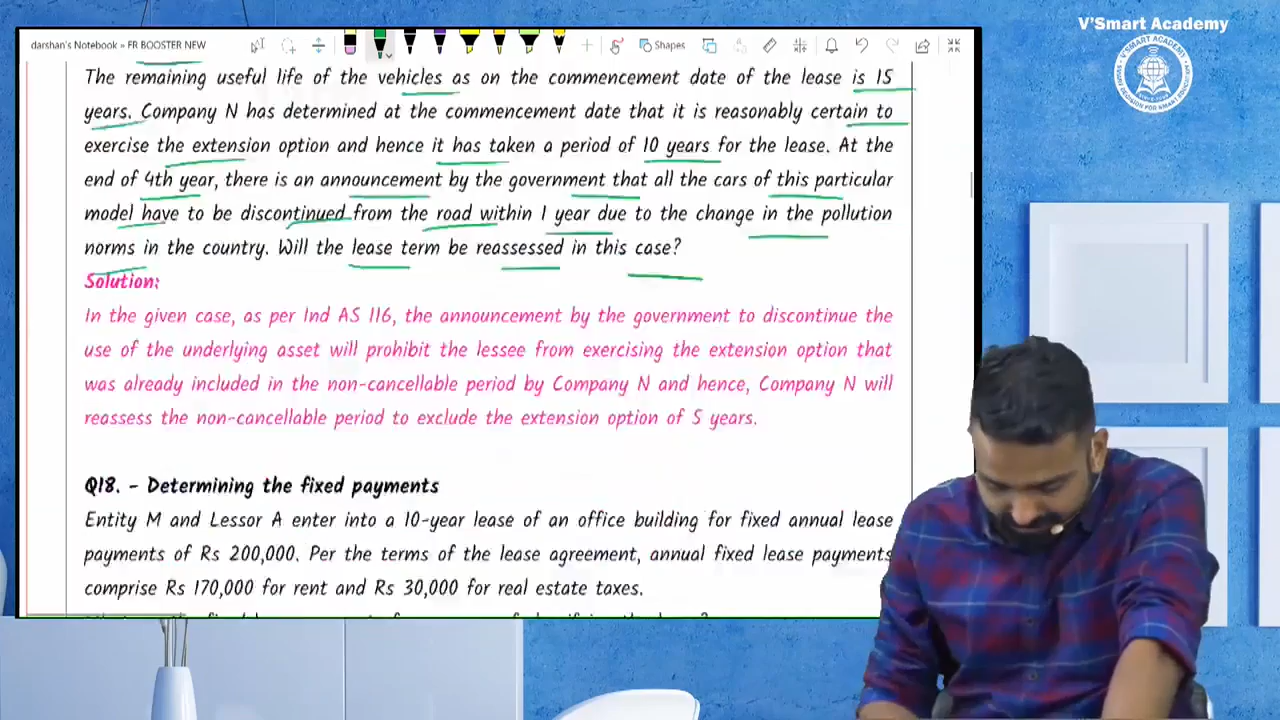 V'Smart Academy
darshan's Notebook » FR BOOSTER NEW
Shapes
The remaining useful life of the vehicles as on the commencement date of the lease is 15
years. Company N has determined at the commencement date that it is reasonably certain to
exercise the extension option and hence it has taken a period of 10 years for the lease. At the
end of 4th year, there is an announcement by the government that all the cars of this particular
model have to be discontinued from the road within 1 year due to the change in the pollution
norms in the country. Will the lease term be reassessed in this case?
Solution:
In the given case, as per Ind AS 116, the announcement by the government to discontinue the
use of the underlying asset will prohibit the lessee from exercising the extension option that
was already included in the non-cancellable period by Company N and hence, Company N will
reassess the non-cancellable period to exclude the extension option of 5 years.
Q18. - Determining the fixed payments
Entity M and Lessor A enter into a 10-year lease of an office building for fixed annual lease
payments of Rs 200,000. Per the terms of the lease agreement, annual fixed lease payments
comprise Rs 170,000 for rent and Rs 30,000 for real estate taxes.